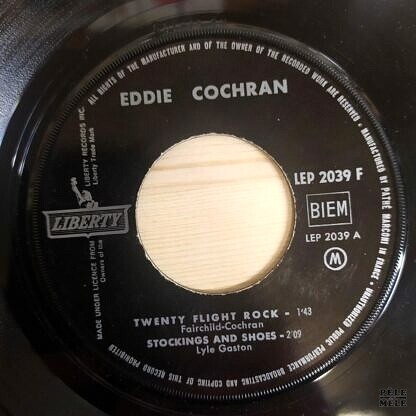 ALL RIGHTS OF THE MANUFACTURER AND OF THE OWNER OF THE RECORDED WORK ARE RESERVED • MANUFACTURED BY PATHE MARCONI IN FRANCE • UNAUTHORIZED PUBLIC PERFORMANCE BROADCASTING AND COPYING OF THIS RECORD PROHIBITED
EDDIE COCHRAN
LIBERTY RECORDS INC.
Liberty Trade Mark
LIBERTY
MADE UNDER LICENCE FROM
Owners of the
LEP 2039 F
BIEM
LEP 2039 A
M
TWENTY FLIGHT ROCK - 1'43
Fairchild-Cochran
STOCKINGS AND SHOES - 2'09
Lyle Gaston
PELE
MELE